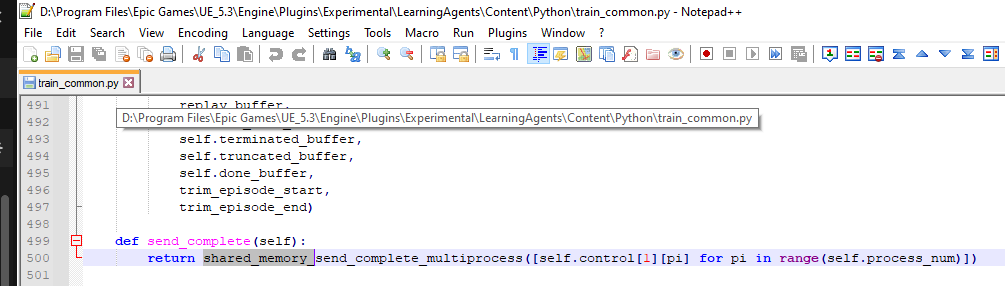 D:\Program Files\Epic Games\UE_5.3\Engine\Plugins\Experimental\LearningAgents\Content\Python\train_common.py - Notepad++
File Edit Search View Encoding Language Settings Tools Macro Run Plugins Window ?
train_common.py
491 replay_buffer,
492
D:\Program Files\Epic Games\UE_5.3\Engine\Plugins\Experimental\LearningAgents\Content\Python\train_common.py
493 self.terminated_buffer,
494 self.truncated_buffer,
495 self.done_buffer,
496 trim_episode_start,
497 trim_episode_end)
498
499 def send_complete(self):
500 return shared_memory_send_complete_multiprocess([self.control[1][pi] for pi in range(self.process_num)])
501